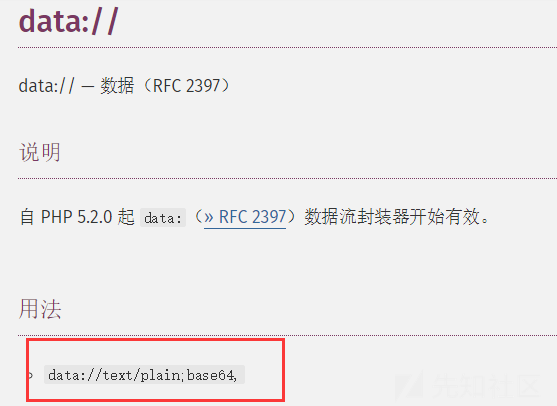 data://
data:// — 数据（RFC 2397）
说明
自 PHP 5.2.0 起 data:（» RFC 2397）数据流封装器开始有效。
用法
data://text/plain;base64,
先知社区